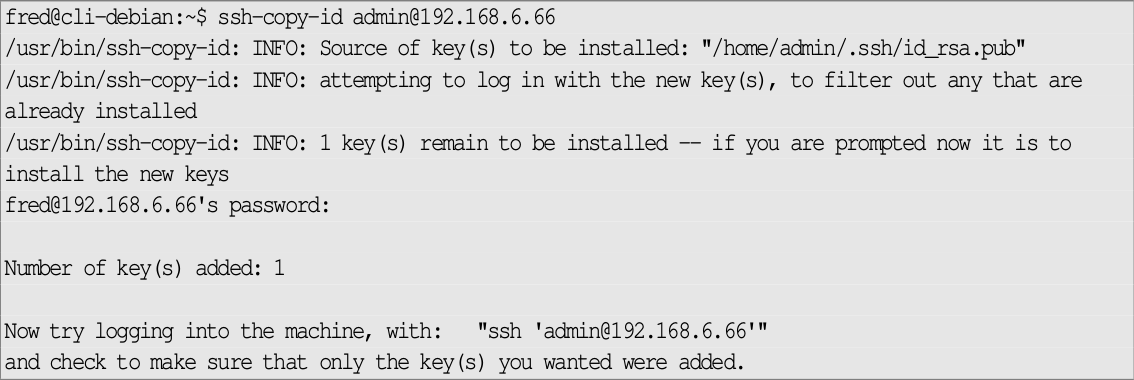 fred@cli-debian:~$ ssh-copy-id admin@192.168.6.66
/usr/bin/ssh-copy-id: INFO: Source of key(s) to be installed: "/home/admin/.ssh/id_rsa.pub"
/usr/bin/ssh-copy-id: INFO: attempting to log in with the new key(s), to filter out any that are
already installed
/usr/bin/ssh-copy-id: INFO: 1 key(s) remain to be installed -- if you are prompted now it is to
install the new keys
fred@192.168.6.66's password:
Number of key(s) added: 1
Now try logging into the machine, with:   "ssh 'admin@192.168.6.66'"
and check to make sure that only the key(s) you wanted were added.